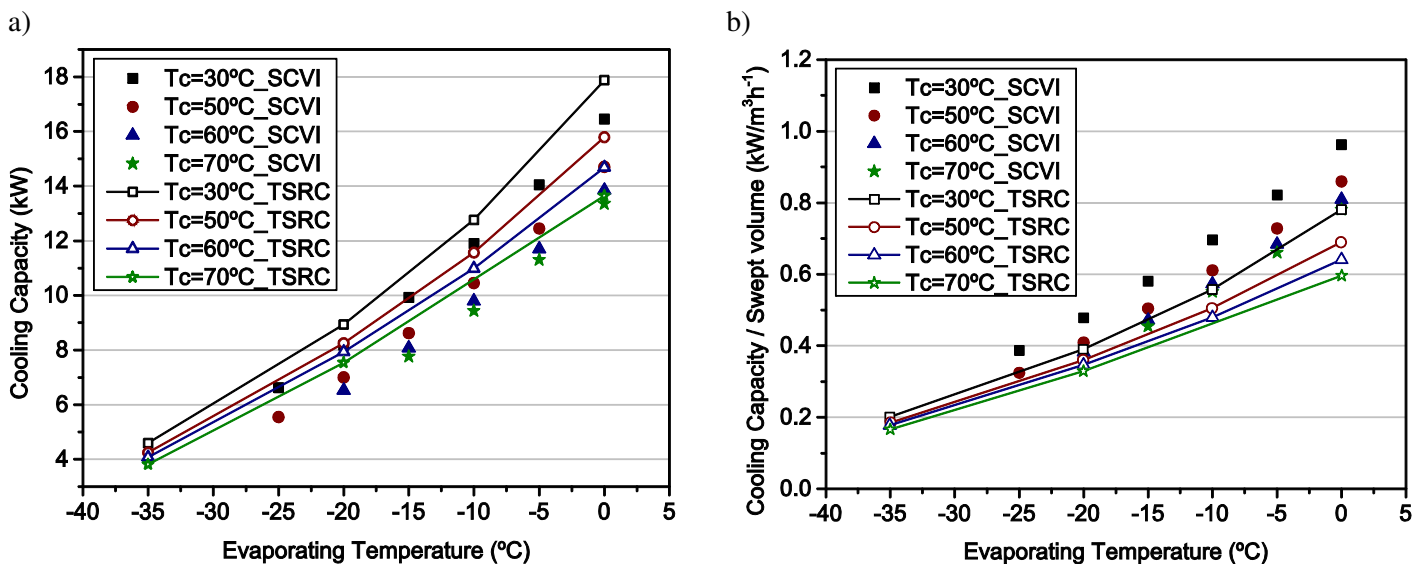 a)
Cooling Capacity (kW)
18
16
14
12
10
8
6
4
Tc=30ºC_SCVI
Tc=50ºC_SCVI
Tc=60ºC_SCVI
Tc=70ºC_SCVI
Tc=30ºC_TSRC
Tc=50ºC_TSRC
Tc=60ºC_TSRC
Tc=70ºC_TSRC
-40 -35 -30 -25 -20 -15 -10 -5 0 5
Evaporating Temperature (ºC)
b)
Cooling Capacity / Swept volume (kW/m³h⁻¹)
1.2
1.0
0.8
0.6
0.4
0.2
0.0
Tc=30ºC_SCVI
Tc=50ºC_SCVI
Tc=60ºC_SCVI
Tc=70ºC_SCVI
Tc=30ºC_TSRC
Tc=50ºC_TSRC
Tc=60ºC_TSRC
Tc=70ºC_TSRC
-40 -35 -30 -25 -20 -15 -10 -5 0 5
Evaporating Temperature (ºC)